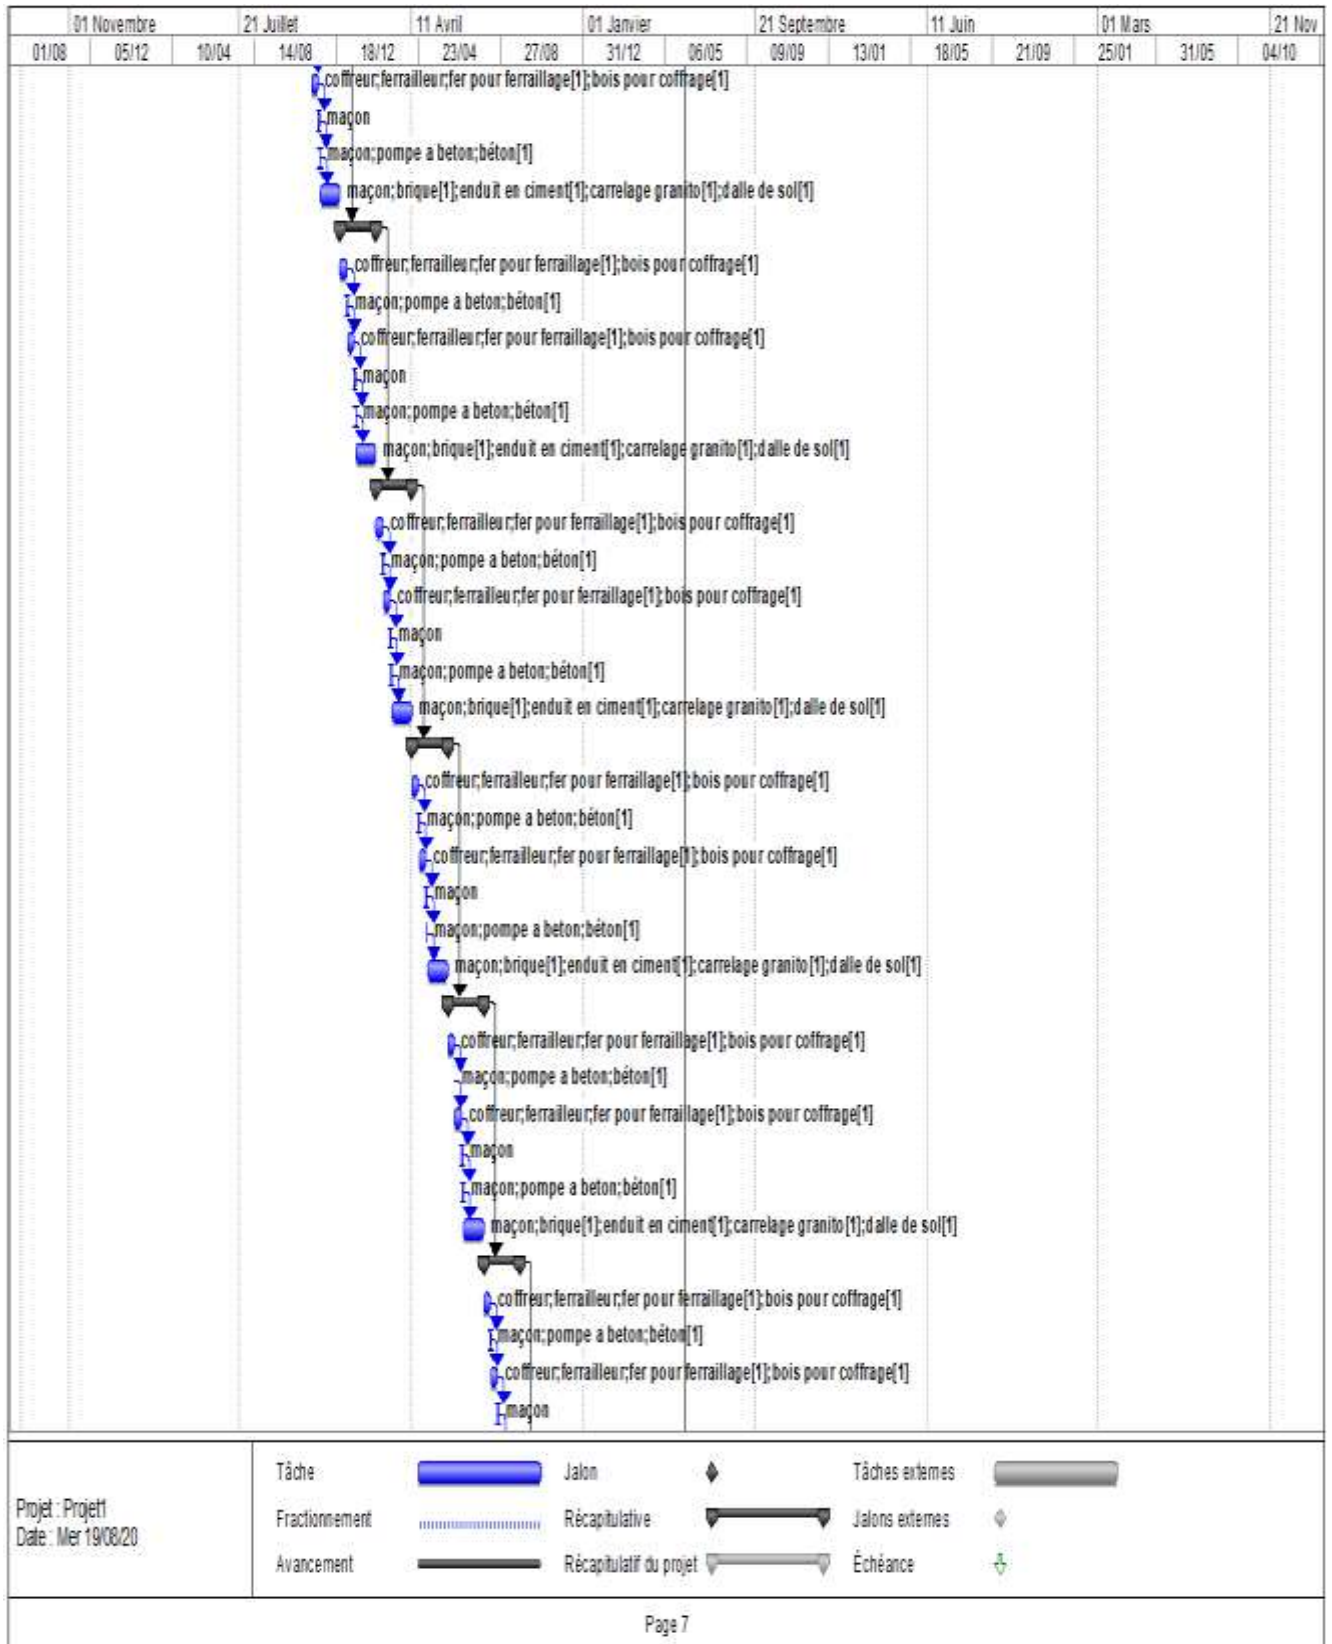 01 Novembre 21 Juillet 11 Avril 01 Janvier 21 Septembre 11 Juin 01 Mars 21 Nov
01/08 05/12 10/04 14/08 18/12 23/04 27/08 31/12 06/05 09/09 13/01 18/05 21/09 25/01 31/05 04/10
coffreur;ferrailleur;fer pour ferraillage[1];bois pour coffrage[1]
maçon
maçon;pompe a beton;béton[1]
maçon;brique[1];enduit en ciment[1];carrelage granito[1];dalle de sol[1]
coffreur;ferrailleur;fer pour ferraillage[1];bois pour coffrage[1]
maçon;pompe a beton;béton[1]
coffreur;ferrailleur;fer pour ferraillage[1];bois pour coffrage[1]
maçon
maçon;pompe a beton;béton[1]
maçon;brique[1];enduit en ciment[1];carrelage granito[1];dalle de sol[1]
coffreur;ferrailleur;fer pour ferraillage[1];bois pour coffrage[1]
maçon;pompe a beton;béton[1]
coffreur;ferrailleur;fer pour ferraillage[1];bois pour coffrage[1]
maçon
maçon;pompe a beton;béton[1]
maçon;brique[1];enduit en ciment[1];carrelage granito[1];dalle de sol[1]
coffreur;ferrailleur;fer pour ferraillage[1];bois pour coffrage[1]
maçon;pompe a beton;béton[1]
coffreur;ferrailleur;fer pour ferraillage[1];bois pour coffrage[1]
maçon
maçon;pompe a beton;béton[1]
maçon;brique[1];enduit en ciment[1];carrelage granito[1];dalle de sol[1]
coffreur;ferrailleur;fer pour ferraillage[1];bois pour coffrage[1]
maçon;pompe a beton;béton[1]
coffreur;ferrailleur;fer pour ferraillage[1];bois pour coffrage[1]
maçon
maçon;pompe a beton;béton[1]
maçon;brique[1];enduit en ciment[1];carrelage granito[1];dalle de sol[1]
coffreur;ferrailleur;fer pour ferraillage[1];bois pour coffrage[1]
maçon;pompe a beton;béton[1]
coffreur;ferrailleur;fer pour ferraillage[1];bois pour coffrage[1]
maçon
Projet : Projet1
Date : Mer 19/08/20
Tâche Jalon Tâches externes
Fractionnement Récapitulative Jalons externes
Avancement Récapitulatif du projet Échéance
Page 7